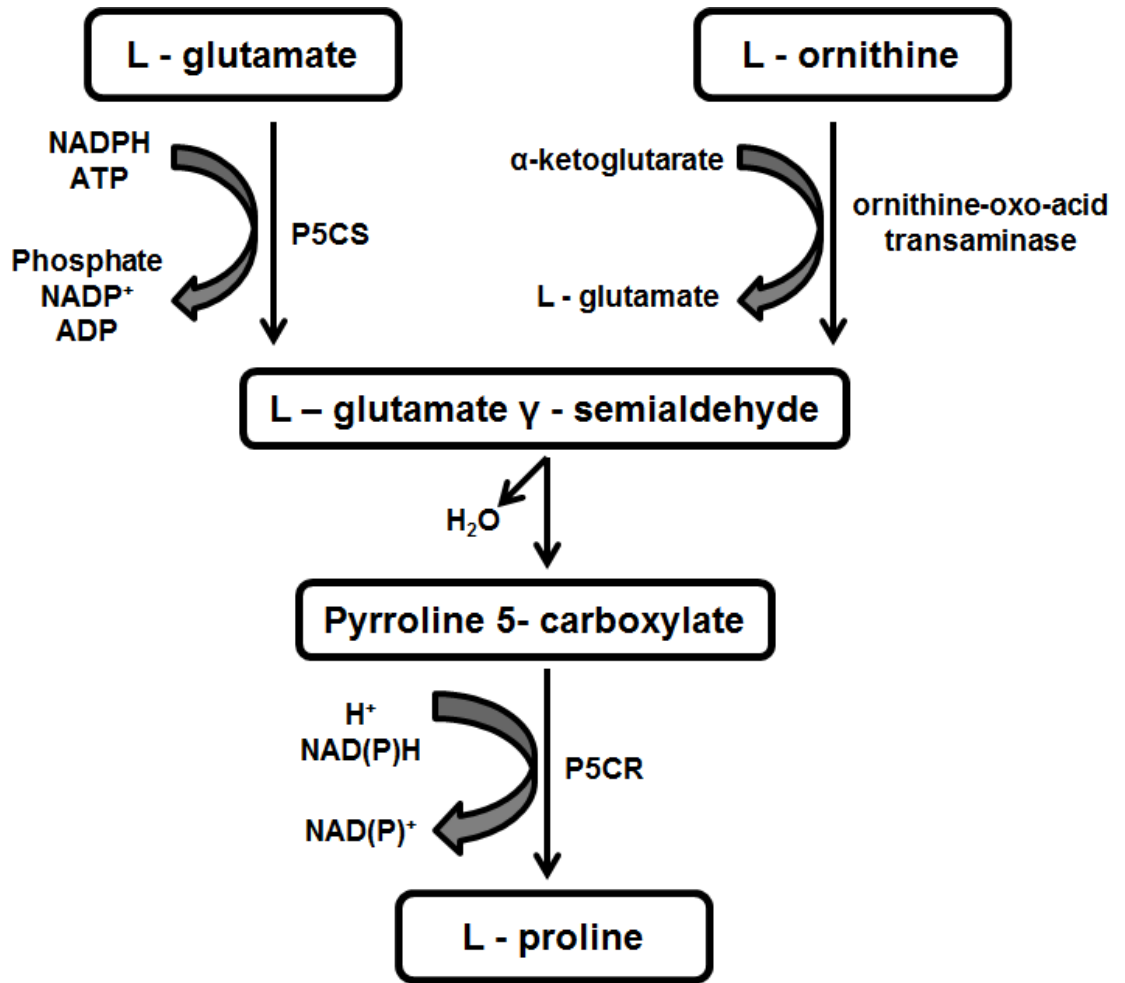 L - glutamate
L - ornithine
NADPH
ATP
P5CS
Phosphate
NADP⁺
ADP
α-ketoglutarate
ornithine-oxo-acid
transaminase
L - glutamate
L – glutamate γ - semialdehyde
H₂O
Pyrroline 5- carboxylate
H⁺
NAD(P)H
P5CR
NAD(P)⁺
L - proline